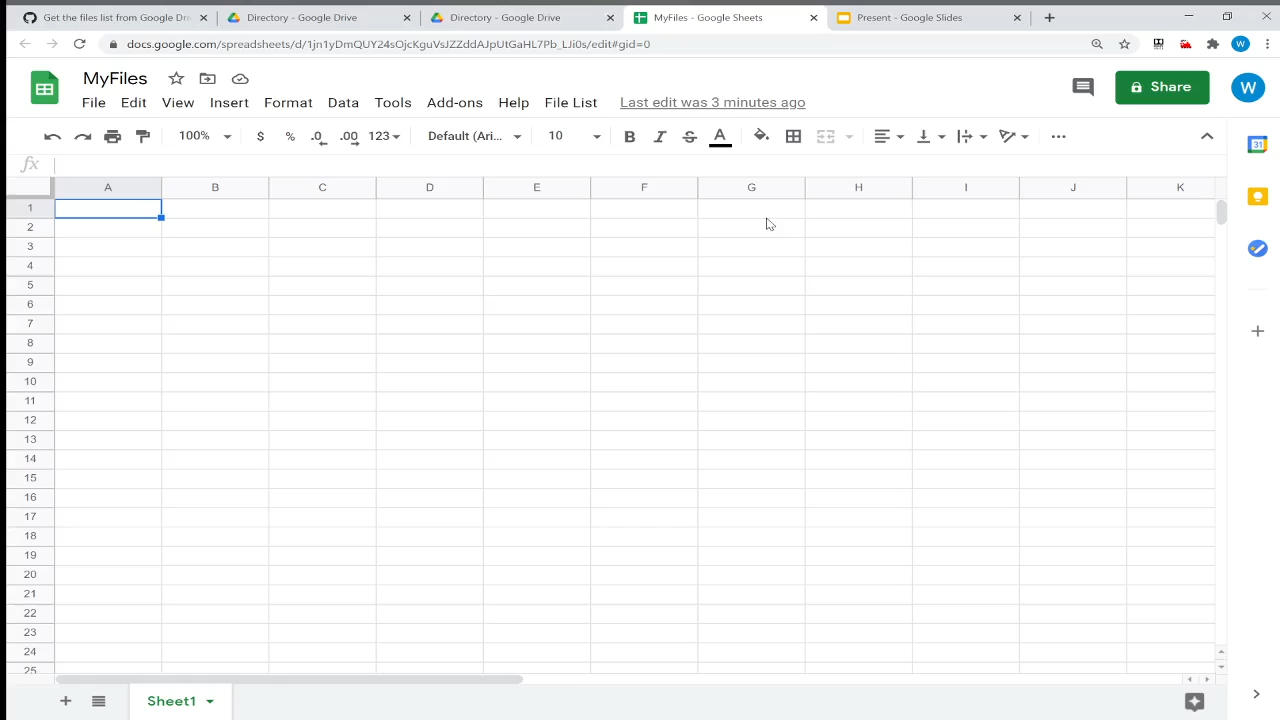 Get the files list from Google Dri
Directory - Google Drive
Directory - Google Drive
MyFiles - Google Sheets
Present - Google Slides
docs.google.com/spreadsheets/d/1jn1yDmQUY24sOjcKguVsJZZddAJpUtaHL7Pb_LJi0s/edit#gid=0
W
MyFiles
File Edit View Insert Format Data Tools Add-ons Help File List Last edit was 3 minutes ago
Share
W
100% $ % .0 .00 123 Default (Ari... 10 B I S A
31
fx
A B C D E F G H I J K
1
2
3
4
5
6
7
8
9
10
11
12
13
14
15
16
17
18
19
20
21
22
23
24
25
Sheet1